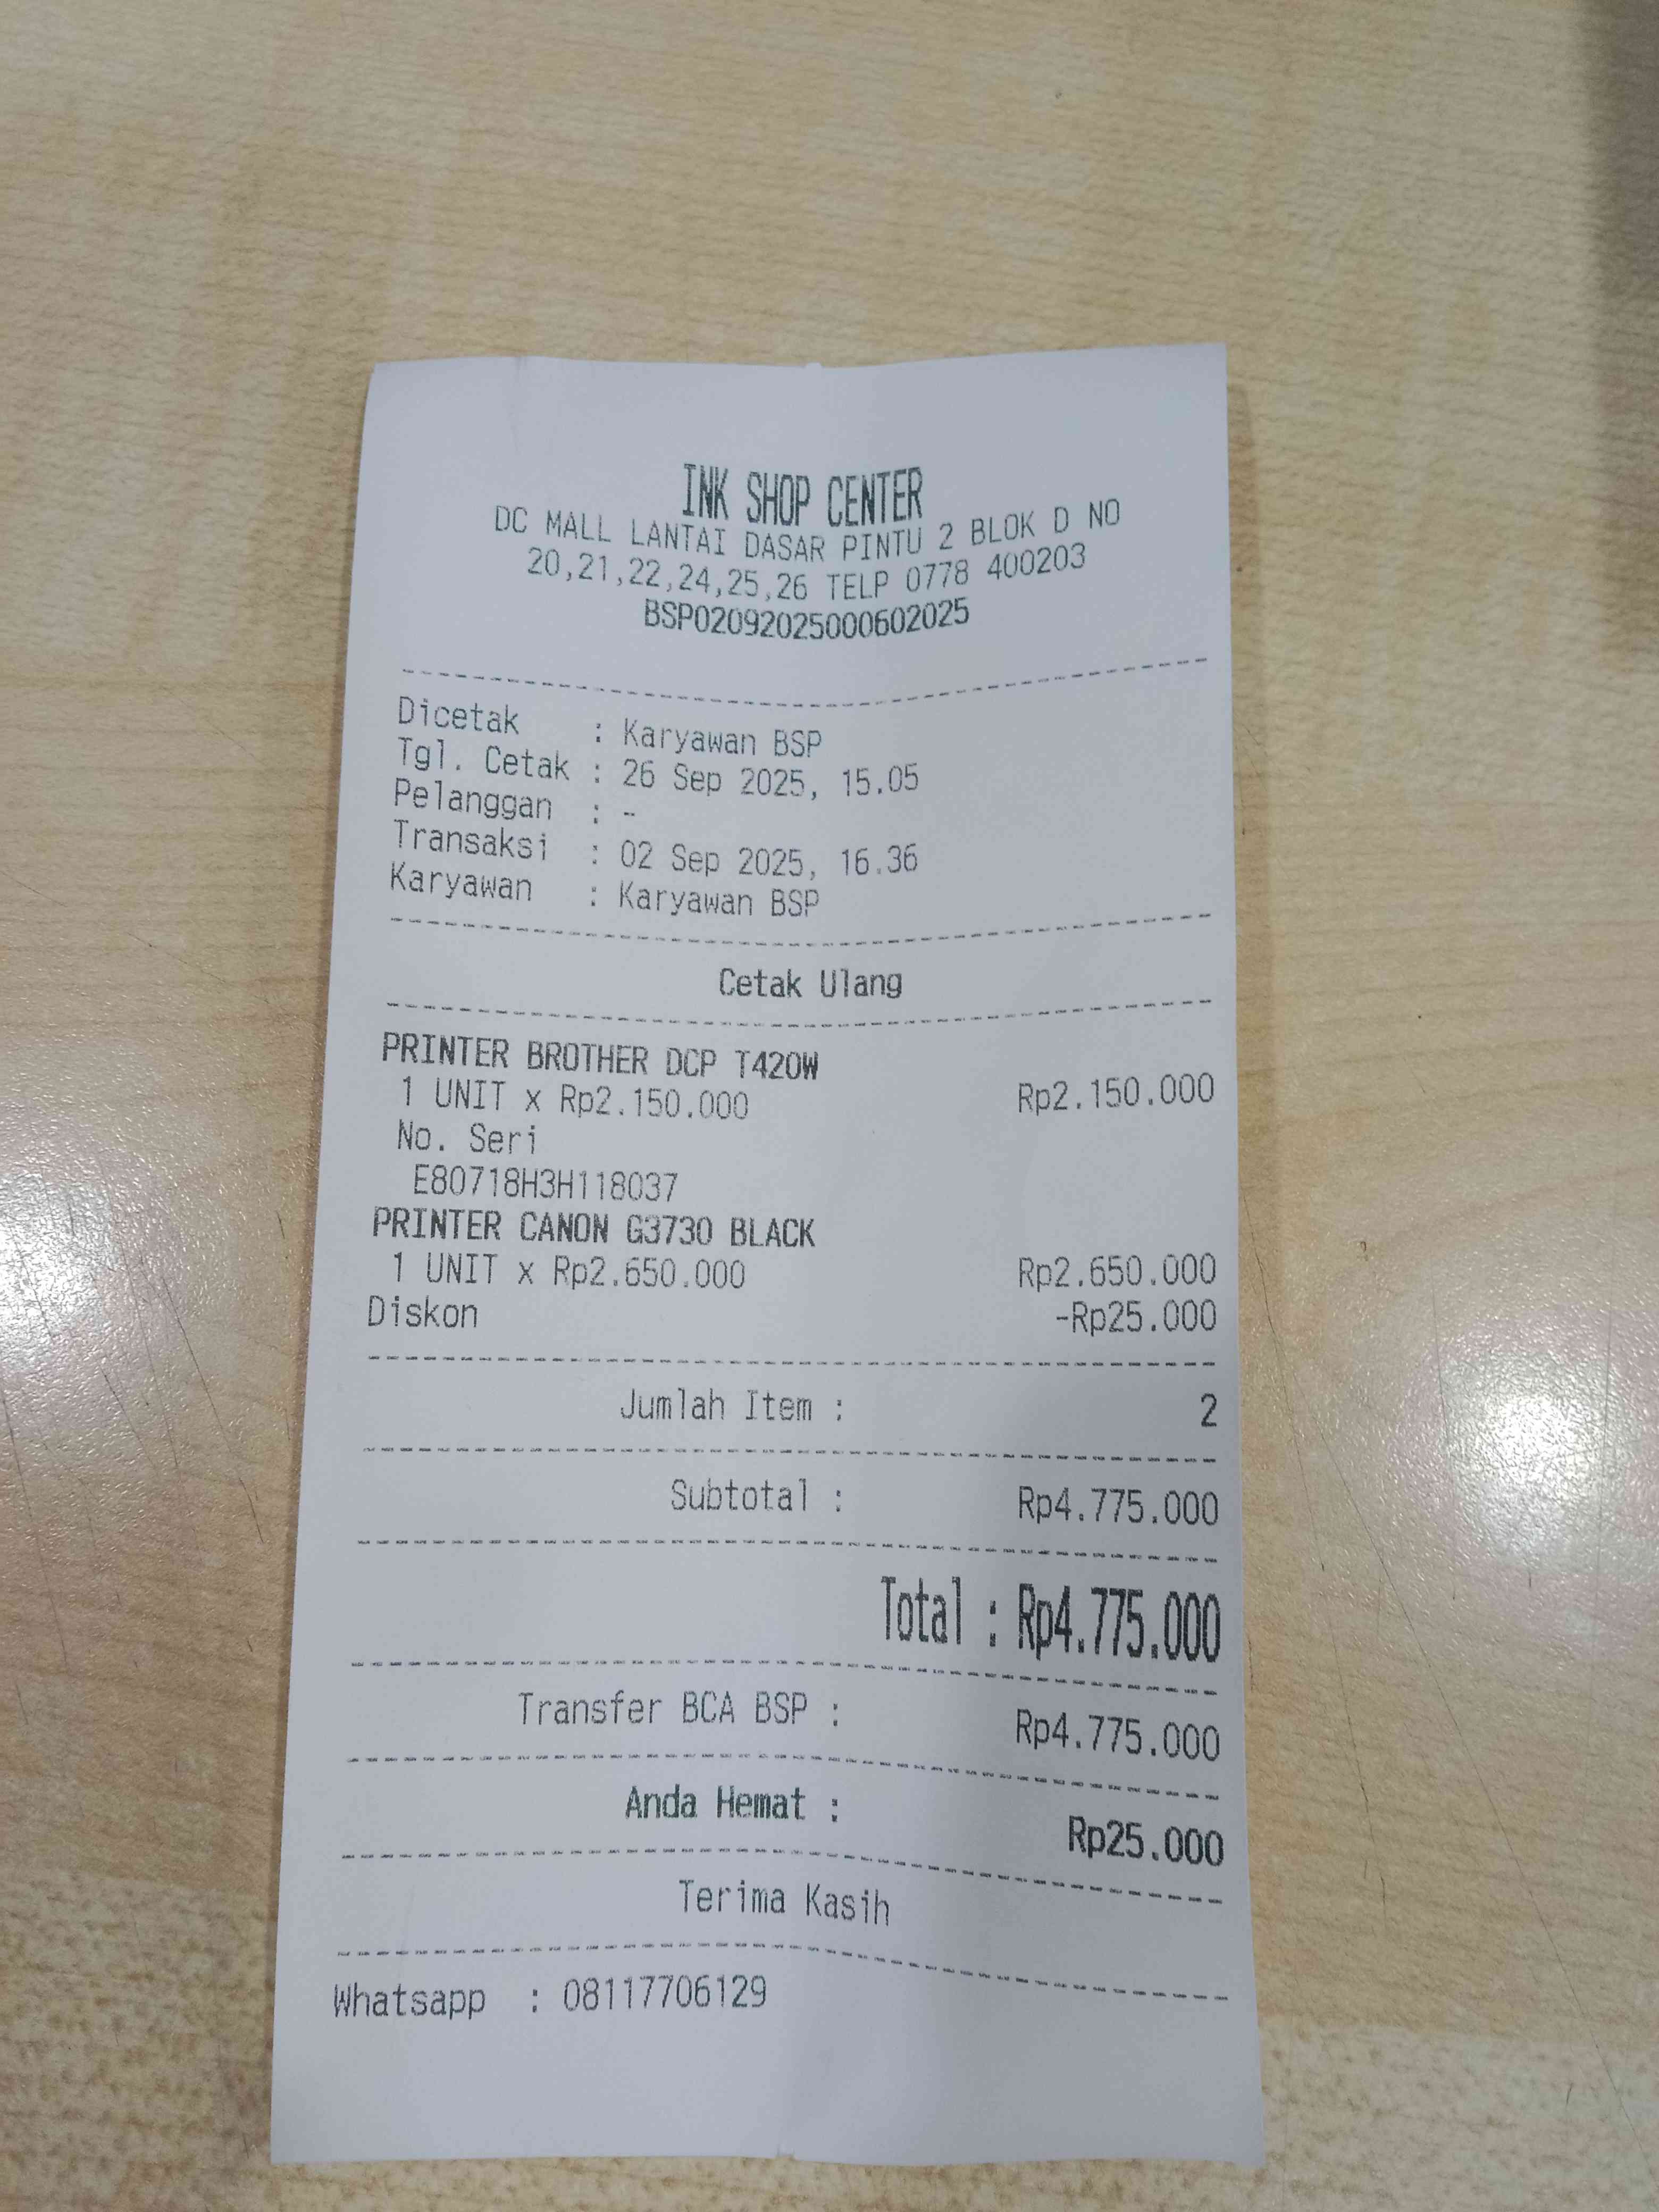 INK SHOP CENTER
DC MALL LANTAI DASAR PINTU 2 BLOK D NO
20,21,22,24,25,26 TELP 0778 400203
BSP02092025000602025
Dicetak : Karyawan BSP
Tgl. Cetak : 26 Sep 2025, 15.05
Pelanggan : -
Transaksi : 02 Sep 2025, 16.36
Karyawan : Karyawan BSP
Cetak Ulang
PRINTER BROTHER DCP T420W
1 UNIT x Rp2.150.000 Rp2.150.000
No. Seri
E80718H3H118037
PRINTER CANON G3730 BLACK
1 UNIT x Rp2.650.000 Rp2.650.000
Diskon -Rp25.000
Jumlah Item : 2
Subtotal : Rp4.775.000
Total : Rp4.775.000
Transfer BCA BSP : Rp4.775.000
Anda Hemat : Rp25.000
Terima Kasih
Whatsapp : 08117706129